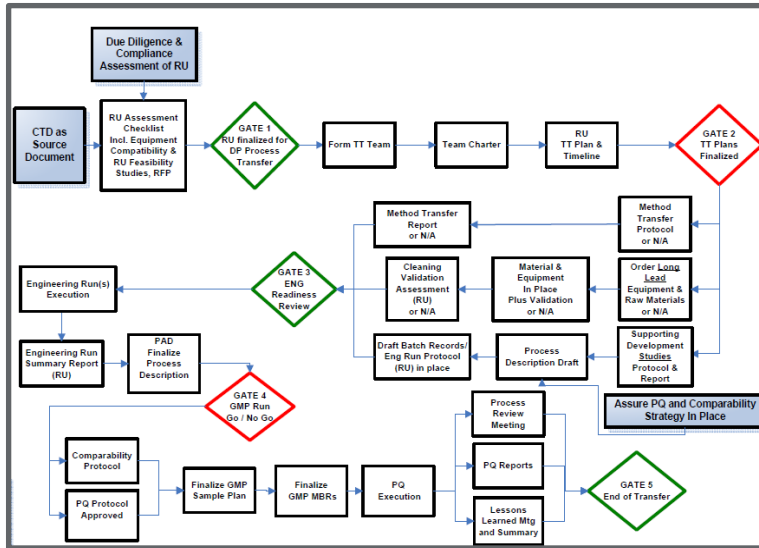 Due Diligence &
Compliance
Assessment of RU
CTD as
Source
Document
RU Assessment
Checklist
Incl. Equipment
Compatibility &
RU Feasibility
Studies, RFP
GATE 1
RU finalized for
DP Process
Transfer
Form TT Team
Team Charter
RU
TT Plan &
Timeline
GATE 2
TT Plans
Finalized
Method
Transfer
Protocol
or N/A
Method Transfer
Report
or N/A
Order Long
Lead
Equipment &
Raw Materials
or N/A
Material &
Equipment
In Place
Plus Validation
or N/A
Cleaning
Validation
Assessment
(RU)
or N/A
GATE 3
ENG
Readiness
Review
Supporting
Development
Studies
Protocol &
Report
Process
Description Draft
Draft Batch Records/
Eng Run Protocol
(RU) in place
Assure PQ and Comparability
Strategy In Place
Engineering Run(s)
Execution
Engineering Run
Summary Report
(RU)
PAD
Finalize
Process
Description
GATE 4
GMP Run
Go / No Go
Comparability
Protocol
PQ Protocol
Approved
Finalize GMP
Sample Plan
Finalize
GMP MBRs
PQ
Execution
Process
Review
Meeting
PQ Reports
Lessons
Learned Mtg
and Summary
GATE 5
End of Transfer